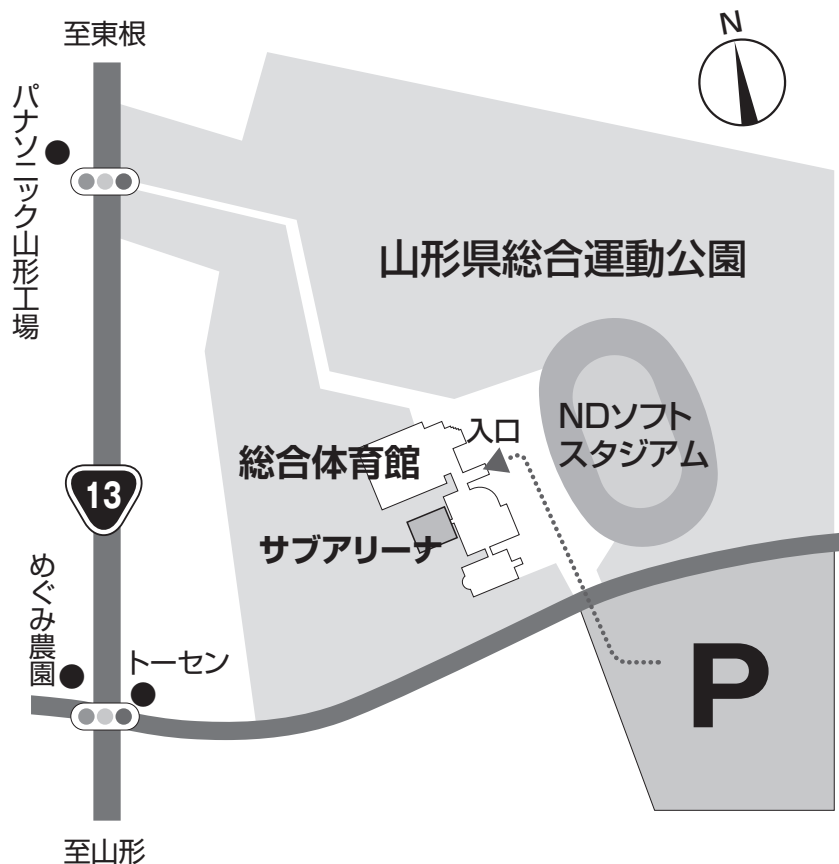 至東根
N
パナソニック山形工場
山形県総合運動公園
NDソフト
スタジアム
入口
総合体育館
13
サブアリーナ
めぐみ農園
トーセン
P
至山形